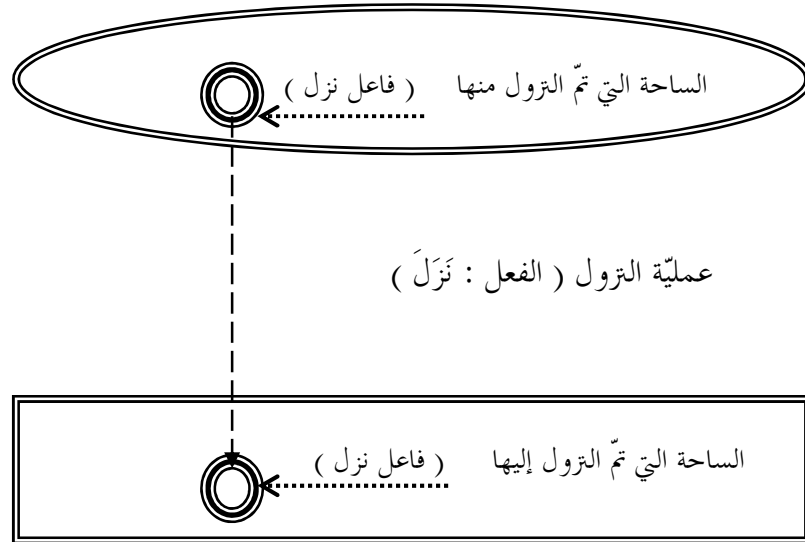 الساحة التي تمّ النزول منها ( فاعل نزل )
عمليّة النزول ( الفعل : نَزَلَ )
الساحة التي تمّ النزول إليها ( فاعل نزل )